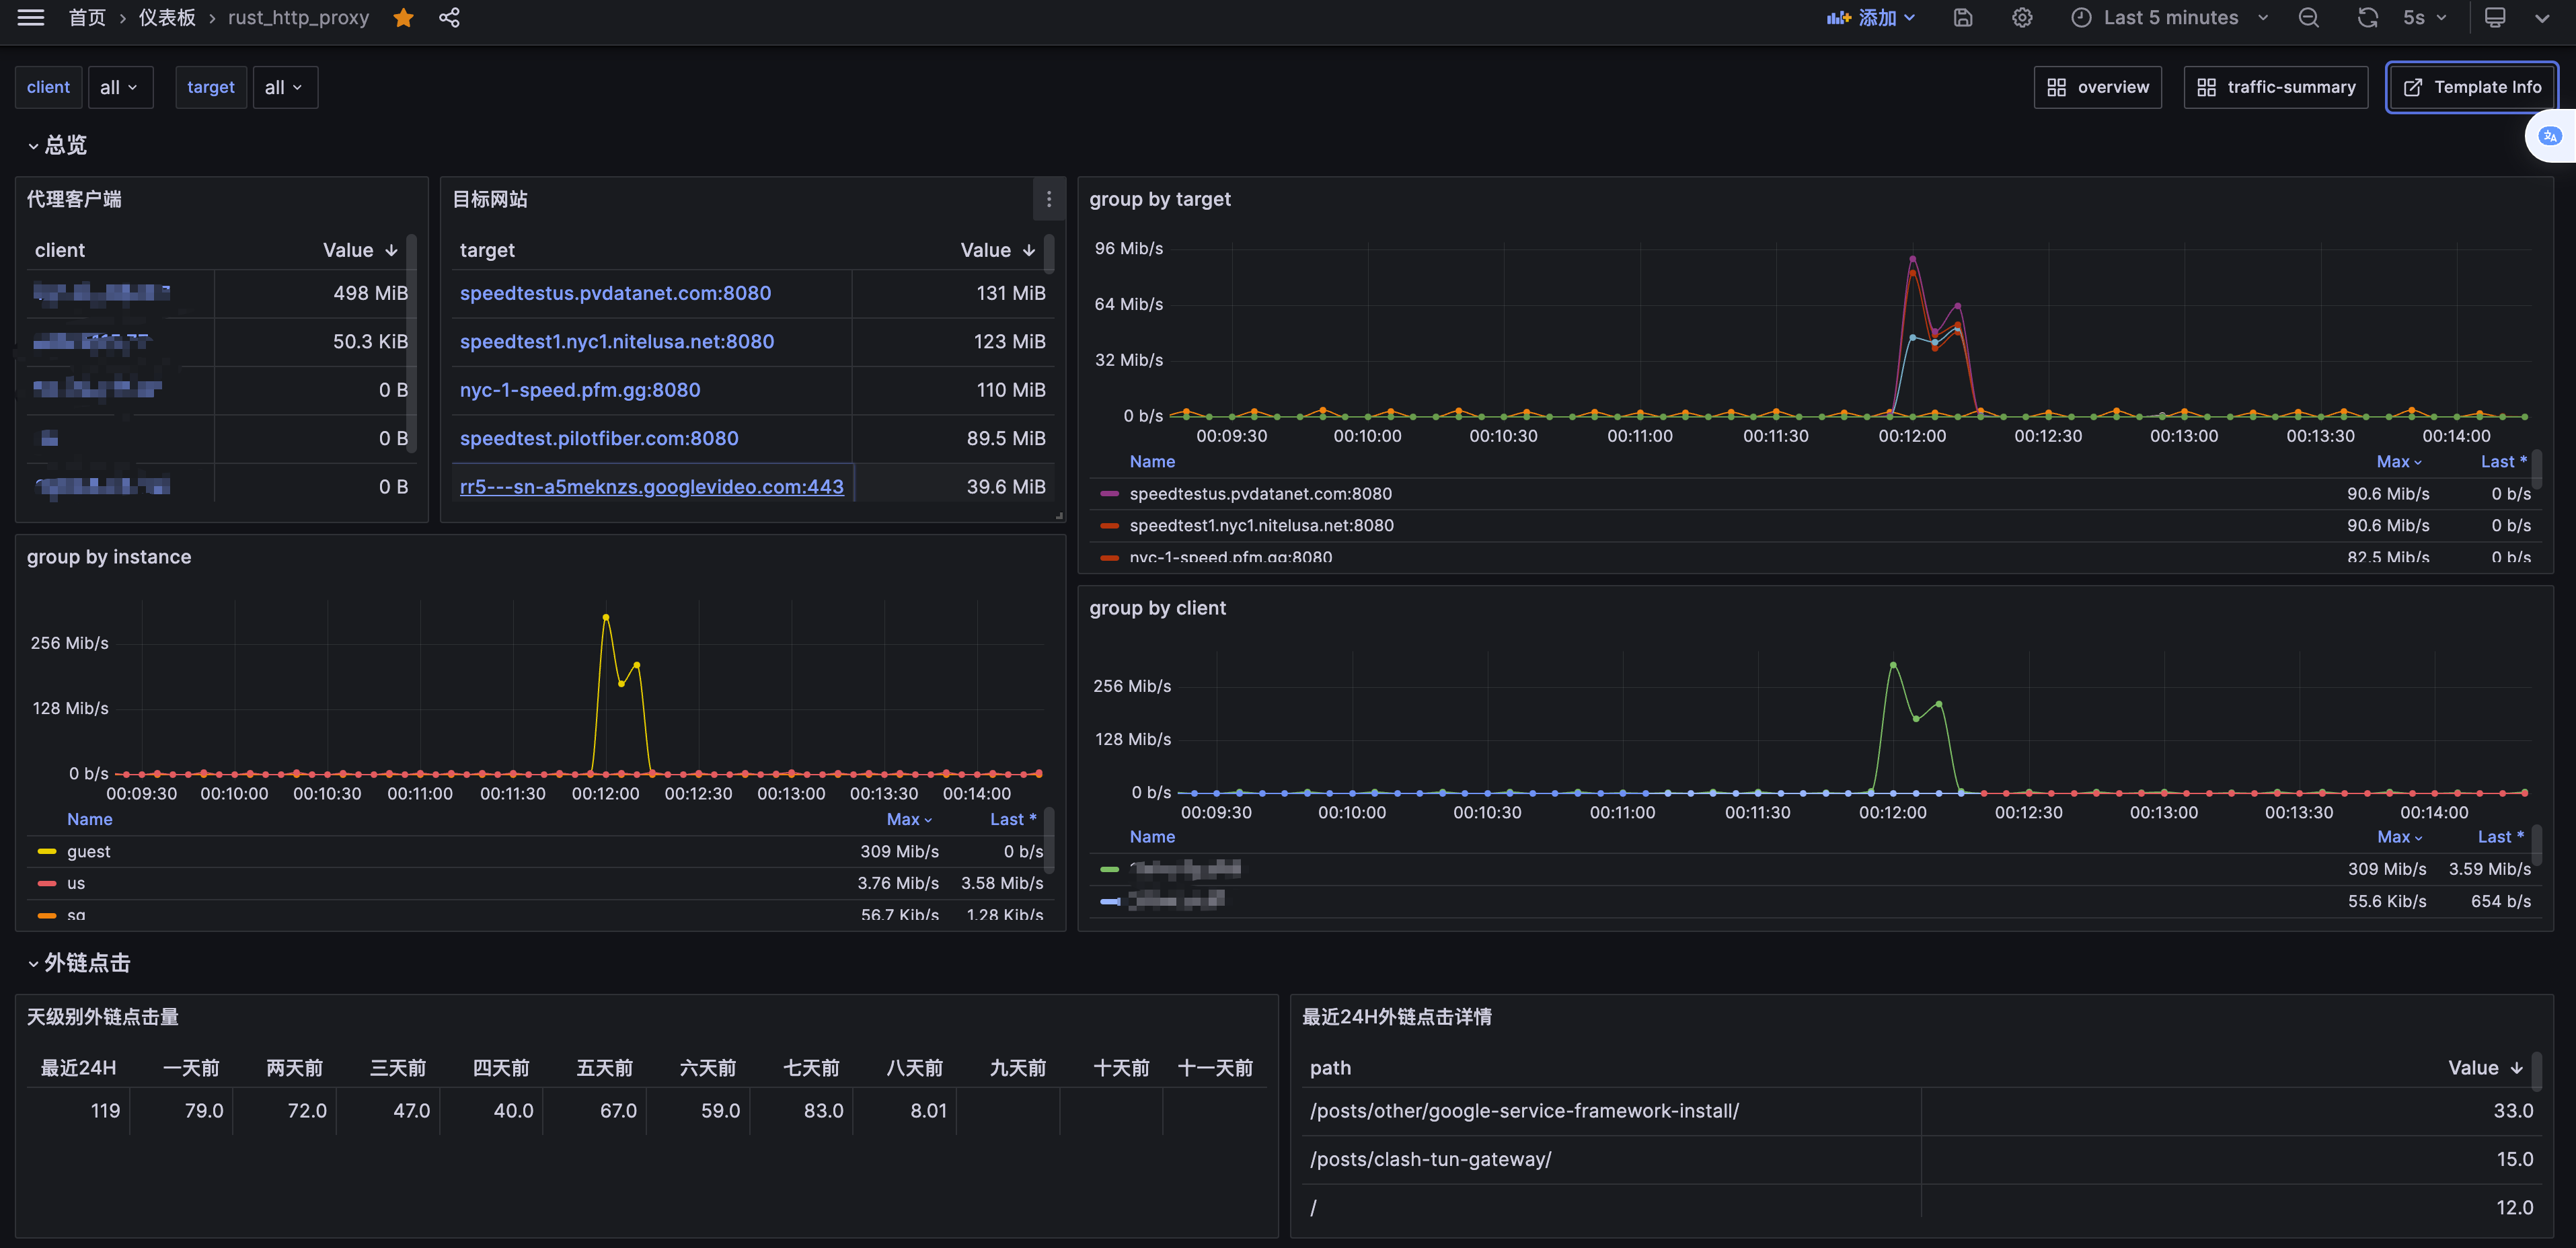 首页 › 仪表板 › rust_http_proxy
添加
Last 5 minutes
5s
client all target all
overview traffic-summary Template Info
总览
代理客户端
client Value
498 MiB
50.3 KiB
0 B
0 B
0 B
目标网站
target Value
speedtestus.pvdatanet.com:8080 131 MiB
speedtest1.nyc1.nitelusa.net:8080 123 MiB
nyc-1-speed.pfm.gg:8080 110 MiB
speedtest.pilotfiber.com:8080 89.5 MiB
rr5---sn-a5meknzs.googlevideo.com:443 39.6 MiB
group by target
96 Mib/s
64 Mib/s
32 Mib/s
0 b/s
00:09:30 00:10:00 00:10:30 00:11:00 00:11:30 00:12:00 00:12:30 00:13:00 00:13:30 00:14:00
Name Max Last *
speedtestus.pvdatanet.com:8080 90.6 Mib/s 0 b/s
speedtest1.nyc1.nitelusa.net:8080 90.6 Mib/s 0 b/s
nyc-1-speed.pfm.gg:8080 82.5 Mib/s 0 b/s
group by instance
256 Mib/s
128 Mib/s
0 b/s
00:09:30 00:10:00 00:10:30 00:11:00 00:11:30 00:12:00 00:12:30 00:13:00 00:13:30 00:14:00
Name Max Last *
guest 309 Mib/s 0 b/s
us 3.76 Mib/s 3.58 Mib/s
sg 56.7 Kib/s 1.28 Kib/s
group by client
256 Mib/s
128 Mib/s
0 b/s
00:09:30 00:10:00 00:10:30 00:11:00 00:11:30 00:12:00 00:12:30 00:13:00 00:13:30 00:14:00
Name Max Last *
309 Mib/s 3.59 Mib/s
55.6 Kib/s 654 b/s
外链点击
天级别外链点击量
最近24H 一天前 两天前 三天前 四天前 五天前 六天前 七天前 八天前 九天前 十天前 十一天前
119 79.0 72.0 47.0 40.0 67.0 59.0 83.0 8.01
最近24H外链点击详情
path Value
/posts/other/google-service-framework-install/ 33.0
/posts/clash-tun-gateway/ 15.0
/ 12.0